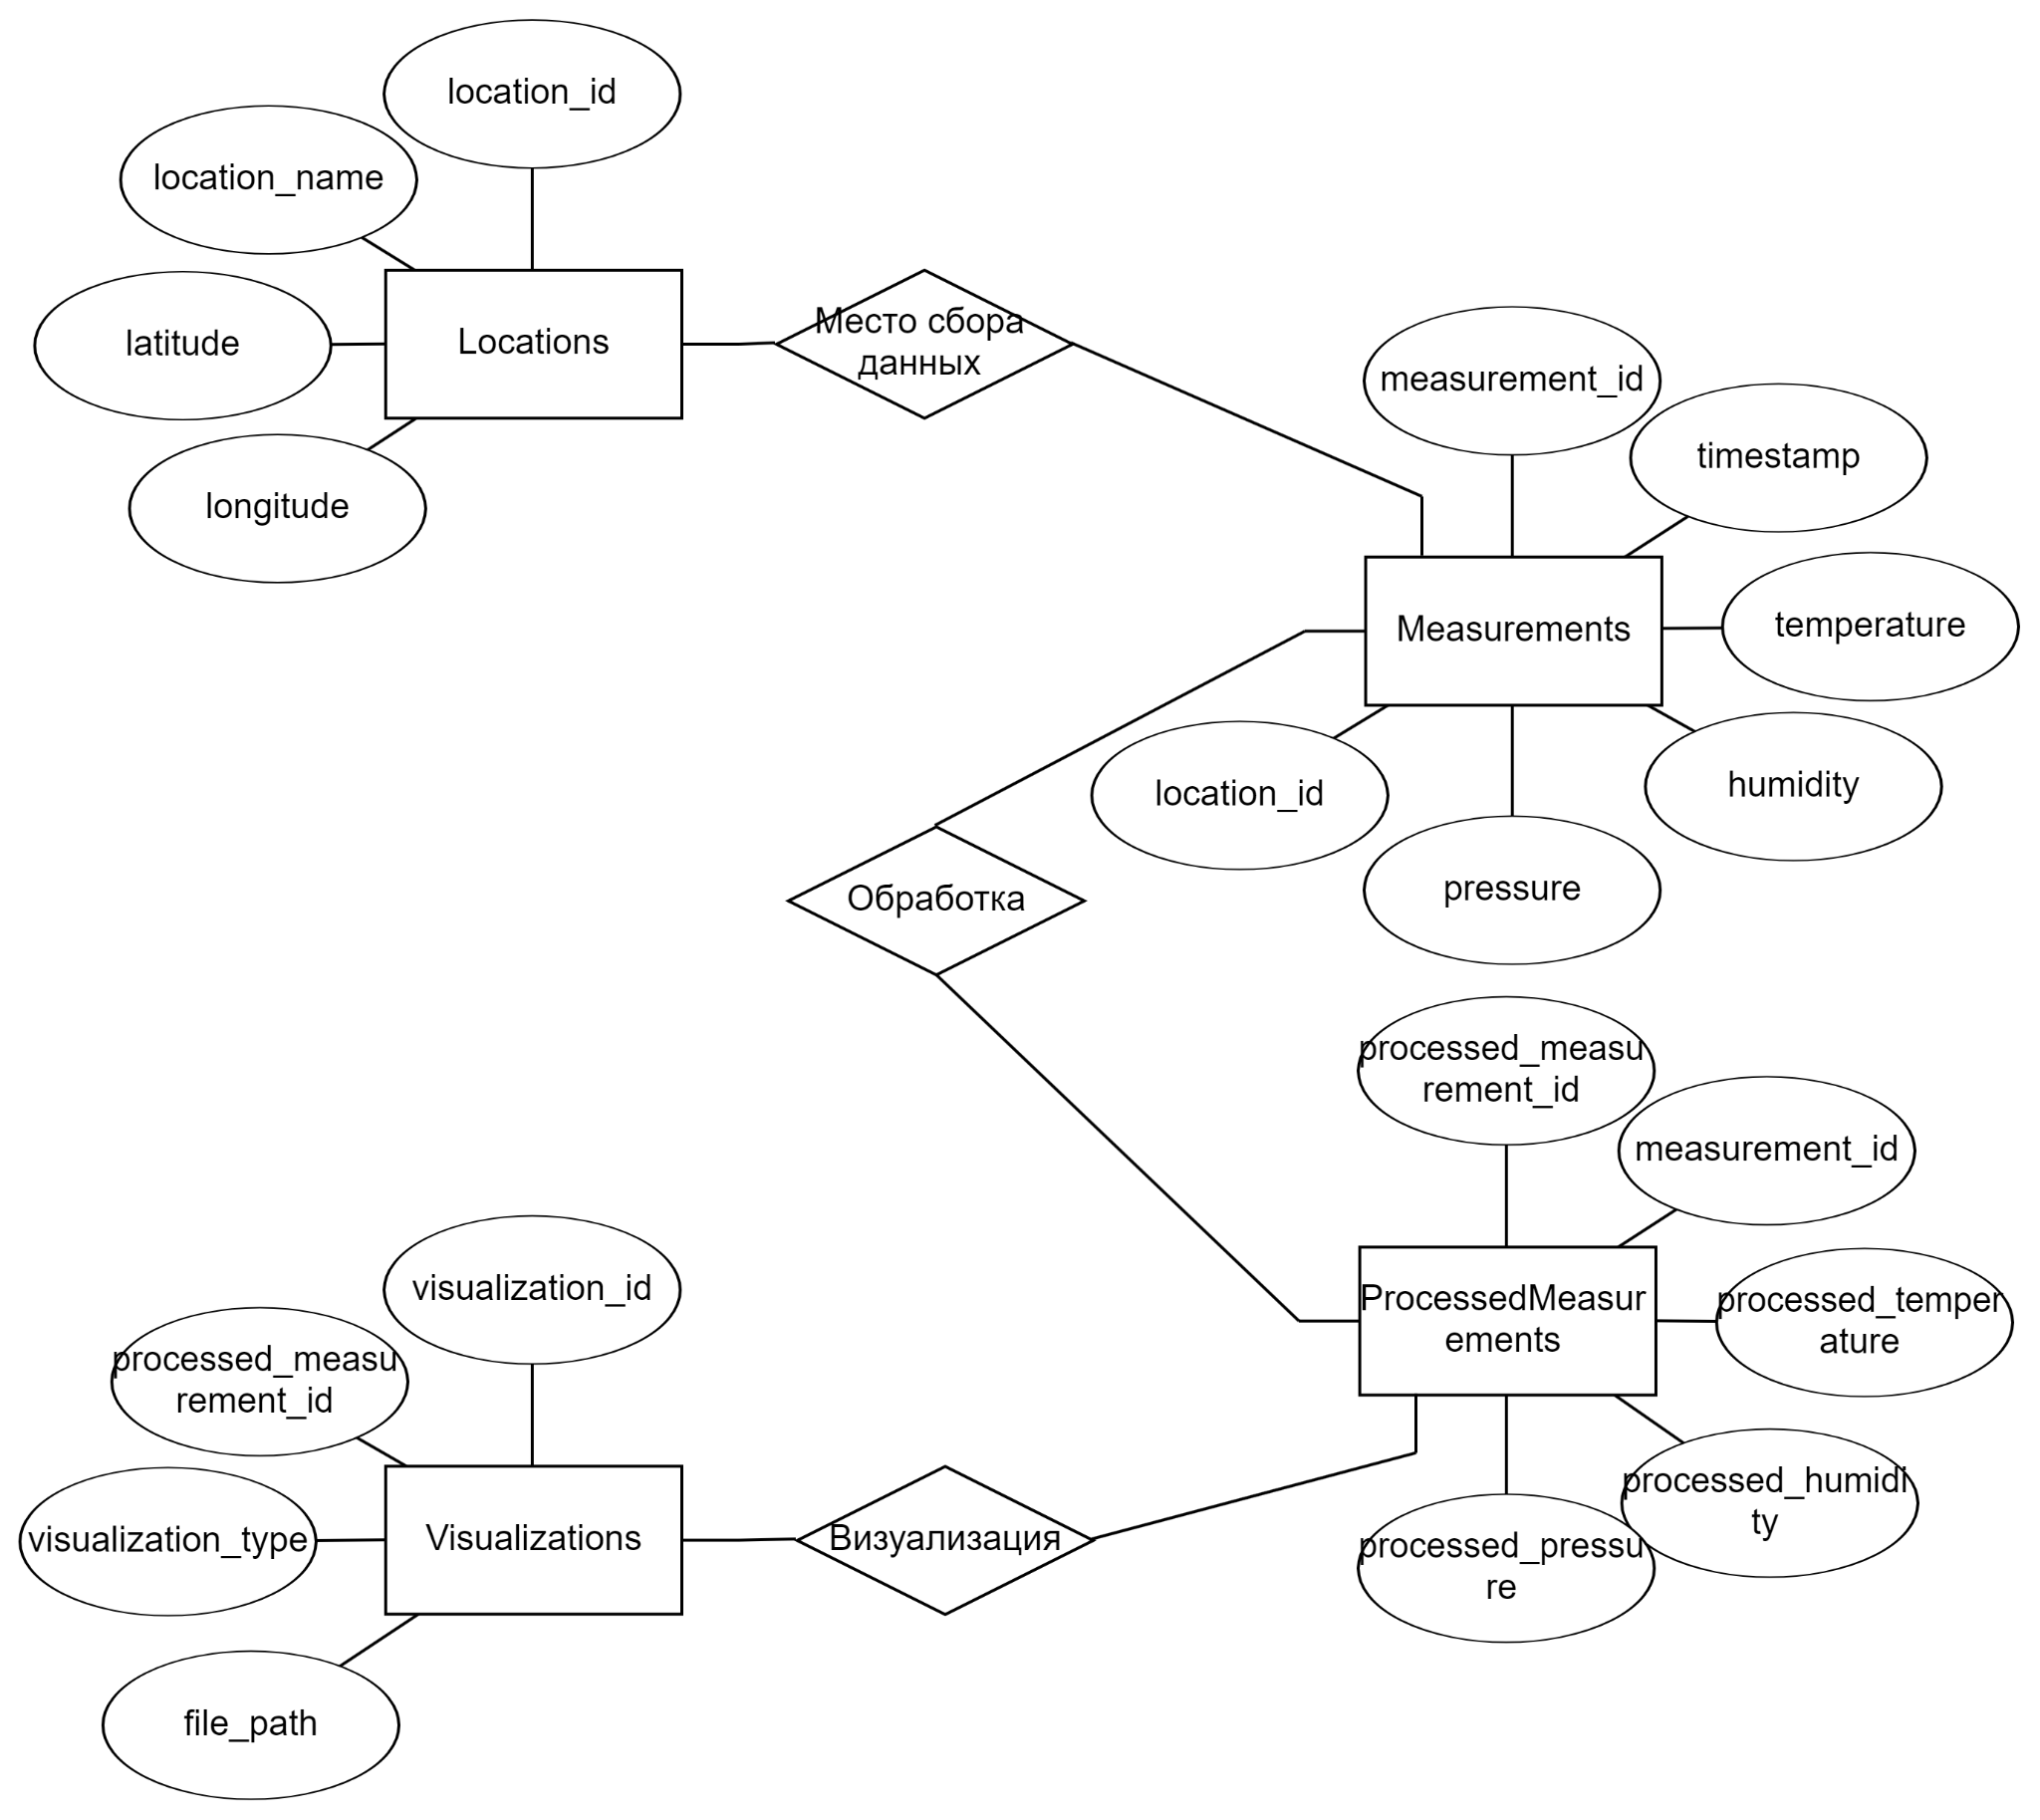 location_id
location_name
latitude
Locations
longitude
Место сбора
данных
measurement_id
timestamp
temperature
Measurements
humidity
location_id
pressure
Обработка
processed_measu
rement_id
measurement_id
ProcessedMeasur
ements
processed_temper
ature
processed_humidi
ty
processed_pressu
re
visualization_id
processed_measu
rement_id
visualization_type
Visualizations
Визуализация
file_path